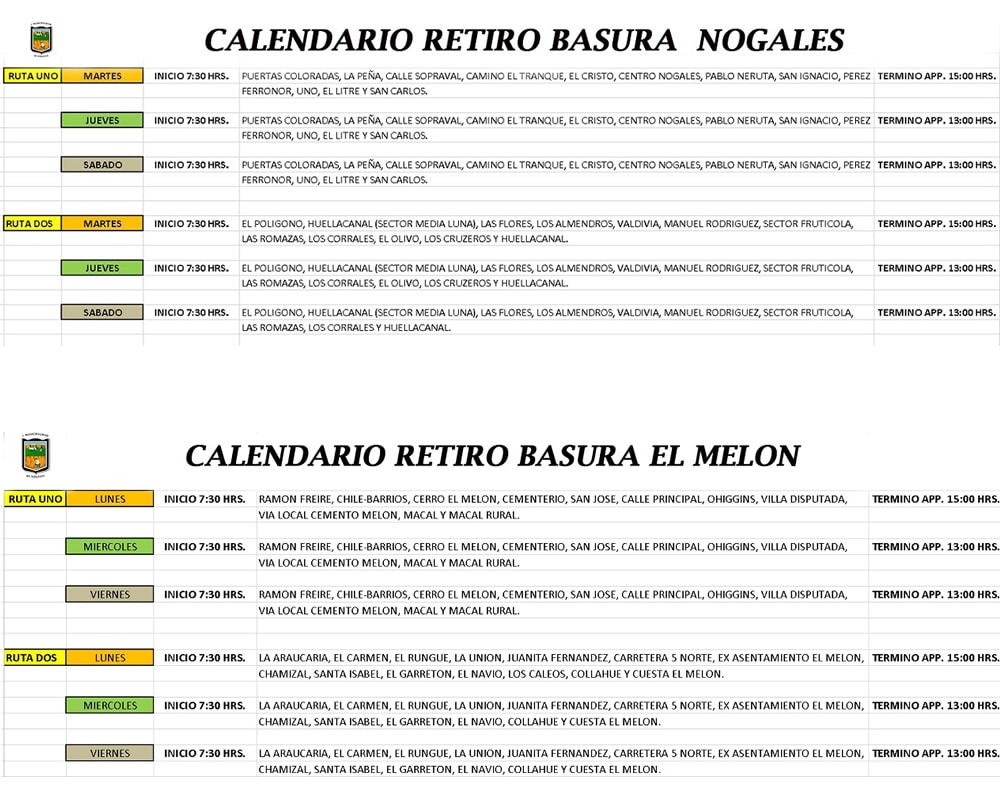 CALENDARIO RETIRO BASURA NOGALES
RUTA UNO MARTES INICIO 7:30 HRS. PUERTAS COLORADAS, LA PEÑA, CALLE SOPRAVAL, CAMINO EL TRANQUE, EL CRISTO, CENTRO NOGALES, PABLO NERUTA, SAN IGNACIO, PEREZ TERMINO APP. 15:00 HRS.
FERRONOR, UNO, EL LITRE Y SAN CARLOS.
JUEVES INICIO 7:30 HRS. PUERTAS COLORADAS, LA PEÑA, CALLE SOPRAVAL, CAMINO EL TRANQUE, EL CRISTO, CENTRO NOGALES, PABLO NERUTA, SAN IGNACIO, PEREZ TERMINO APP. 13:00 HRS.
FERRONOR, UNO, EL LITRE Y SAN CARLOS.
SABADO INICIO 7:30 HRS. PUERTAS COLORADAS, LA PEÑA, CALLE SOPRAVAL, CAMINO EL TRANQUE, EL CRISTO, CENTRO NOGALES, PABLO NERUTA, SAN IGNACIO, PEREZ TERMINO APP. 13:00 HRS.
FERRONOR, UNO, EL LITRE Y SAN CARLOS.
RUTA DOS MARTES INICIO 7:30 HRS. EL POLIGONO, HUELLACANAL (SECTOR MEDIA LUNA), LAS FLORES, LOS ALMENDROS, VALDIVIA, MANUEL RODRIGUEZ, SECTOR FRUTICOLA, TERMINO APP. 15:00 HRS.
LAS ROMAZAS, LOS CORRALES, EL OLIVO, LOS CRUZEROS Y HUELLACANAL.
JUEVES INICIO 7:30 HRS. EL POLIGONO, HUELLACANAL (SECTOR MEDIA LUNA), LAS FLORES, LOS ALMENDROS, VALDIVIA, MANUEL RODRIGUEZ, SECTOR FRUTICOLA, TERMINO APP. 13:00 HRS.
LAS ROMAZAS, LOS CORRALES, EL OLIVO, LOS CRUZEROS Y HUELLACANAL.
SABADO INICIO 7:30 HRS. EL POLIGONO, HUELLACANAL (SECTOR MEDIA LUNA), LAS FLORES, LOS ALMENDROS, VALDIVIA, MANUEL RODRIGUEZ, SECTOR FRUTICOLA, TERMINO APP. 13:00 HRS.
LAS ROMAZAS, LOS CORRALES Y HUELLACANAL.
CALENDARIO RETIRO BASURA EL MELON
RUTA UNO LUNES INICIO 7:30 HRS. RAMON FREIRE, CHILE-BARRIOS, CERRO EL MELON, CEMENTERIO, SAN JOSE, CALLE PRINCIPAL, OHIGGINS, VILLA DISPUTADA, TERMINO APP. 15:00 HRS.
VIA LOCAL CEMENTO MELON, MACAL Y MACAL RURAL.
MIERCOLES INICIO 7:30 HRS. RAMON FREIRE, CHILE-BARRIOS, CERRO EL MELON, CEMENTERIO, SAN JOSE, CALLE PRINCIPAL, OHIGGINS, VILLA DISPUTADA, TERMINO APP. 13:00 HRS.
VIA LOCAL CEMENTO MELON, MACAL Y MACAL RURAL.
VIERNES INICIO 7:30 HRS. RAMON FREIRE, CHILE-BARRIOS, CERRO EL MELON, CEMENTERIO, SAN JOSE, CALLE PRINCIPAL, OHIGGINS, VILLA DISPUTADA, TERMINO APP. 13:00 HRS.
VIA LOCAL CEMENTO MELON, MACAL Y MACAL RURAL.
RUTA DOS LUNES INICIO 7:30 HRS. LA ARAUCARIA, EL CARMEN, EL RUNGUE, LA UNION, JUANITA FERNANDEZ, CARRETERA 5 NORTE, EX ASENTAMIENTO EL MELON, TERMINO APP. 15:00 HRS.
CHAMIZAL, SANTA ISABEL, EL GARRETON, EL NAVIO, LOS CALEOS, COLLAHUE Y CUESTA EL MELON.
MIERCOLES INICIO 7:30 HRS. LA ARAUCARIA, EL CARMEN, EL RUNGUE, LA UNION, JUANITA FERNANDEZ, CARRETERA 5 NORTE, EX ASENTAMIENTO EL MELON, TERMINO APP. 13:00 HRS.
CHAMIZAL, SANTA ISABEL, EL GARRETON, EL NAVIO, COLLAHUE Y CUESTA EL MELON.
VIERNES INICIO 7:30 HRS. LA ARAUCARIA, EL CARMEN, EL RUNGUE, LA UNION, JUANITA FERNANDEZ, CARRETERA 5 NORTE, EX ASENTAMIENTO EL MELON, TERMINO APP. 13:00 HRS.
CHAMIZAL, SANTA ISABEL, EL GARRETON, EL NAVIO, COLLAHUE Y CUESTA EL MELON.